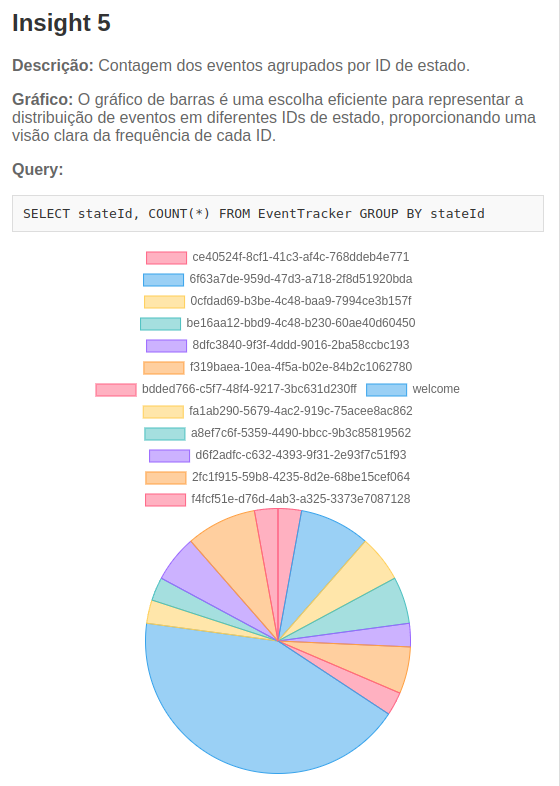 Insight 5
Descrição: Contagem dos eventos agrupados por ID de estado.
Gráfico: O gráfico de barras é uma escolha eficiente para representar a
distribuição de eventos em diferentes IDs de estado, proporcionando uma
visão clara da frequência de cada ID.
Query:
SELECT stateId, COUNT(*) FROM EventTracker GROUP BY stateId
ce40524f-8cf1-41c3-af4c-768ddeb4e771
6f63a7de-959d-47d3-a718-2f8d51920bda
0cfdad69-b3be-4c48-baa9-7994ce3b157f
be16aa12-bbd9-4c48-b230-60ae40d60450
8dfc3840-9f3f-4ddd-9016-2ba58ccbc193
f319baea-10ea-4f5a-b02e-84b2c1062780
bdded766-c5f7-48f4-9217-3bc631d230ff welcome
fa1ab290-5679-4ac2-919c-75acee8ac862
a8ef7c6f-5359-4490-bbcc-9b3c85819562
d6f2adfc-c632-4393-9f31-2e93f7c51f93
2fc1f915-59b8-4235-8d2e-68be15cef064
f4fcf51e-d76d-4ab3-a325-3373e7087128